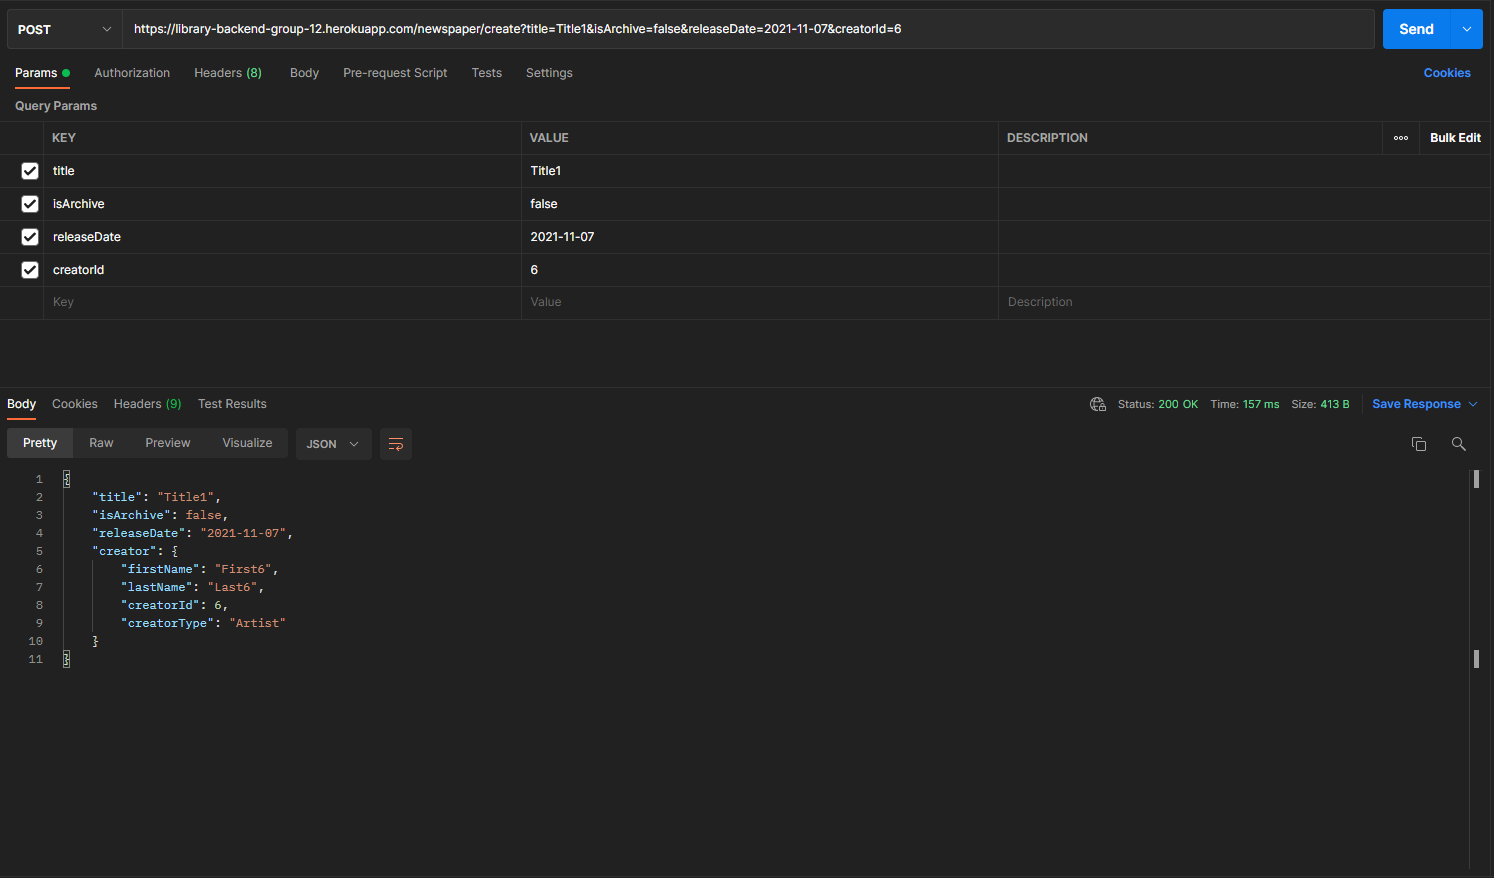 POST https://library-backend-group-12.herokuapp.com/newspaper/create?title=Title1&isArchive=false&releaseDate=2021-11-07&creatorId=6 Send
Params Authorization Headers (8) Body Pre-request Script Tests Settings Cookies
Query Params
KEY VALUE DESCRIPTION ooo Bulk Edit
title Title1
isArchive false
releaseDate 2021-11-07
creatorId 6
Key Value Description
Body Cookies Headers (9) Test Results Status: 200 OK Time: 157 ms Size: 413 B Save Response
Pretty Raw Preview Visualize JSON
1 {
2 "title": "Title1",
3 "isArchive": false,
4 "releaseDate": "2021-11-07",
5 "creator": {
6 "firstName": "First6",
7 "lastName": "Last6",
8 "creatorId": 6,
9 "creatorType": "Artist"
10 }
11 }